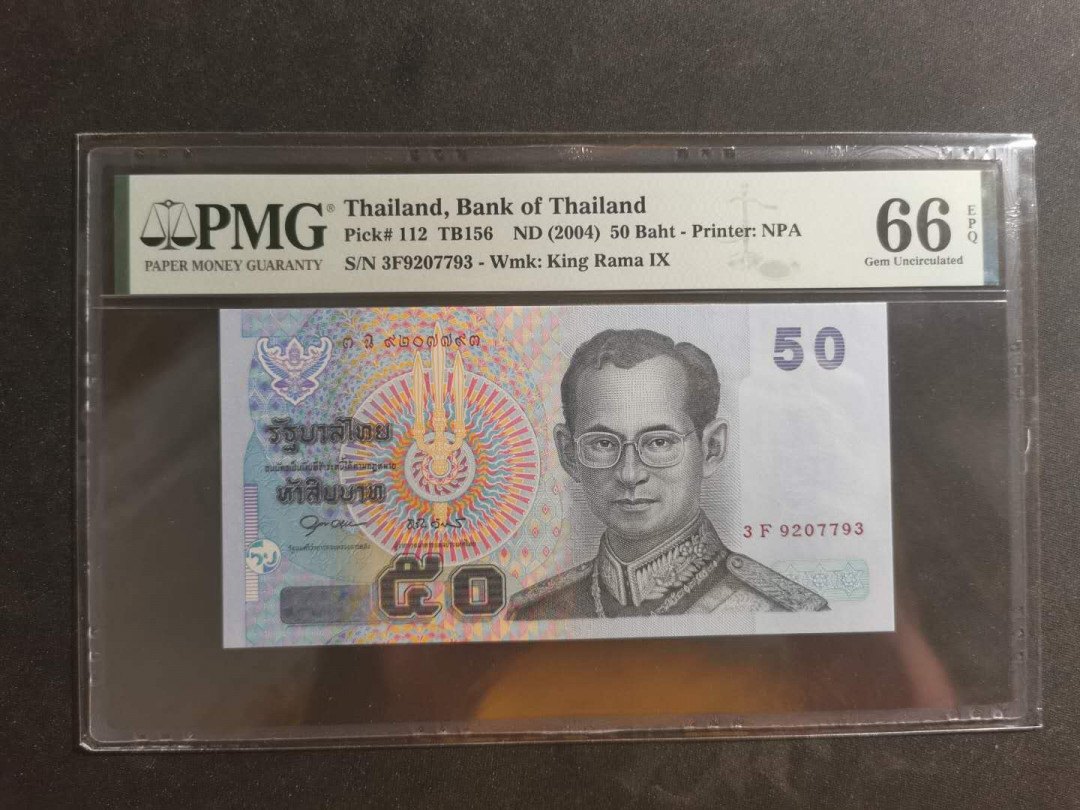 PMG®
PAPER MONEY GUARANTY
Thailand, Bank of Thailand
Pick# 112 TB156 ND (2004) 50 Baht - Printer: NPA
S/N 3F9207793 - Wmk: King Rama IX
66
EPQ
Gem Uncirculated
๓ ฉ ๙๒๐๗๗๙๓
50
รัฐบาลไทย
ห้าสิบบาท
3 F 9207793
๕๐